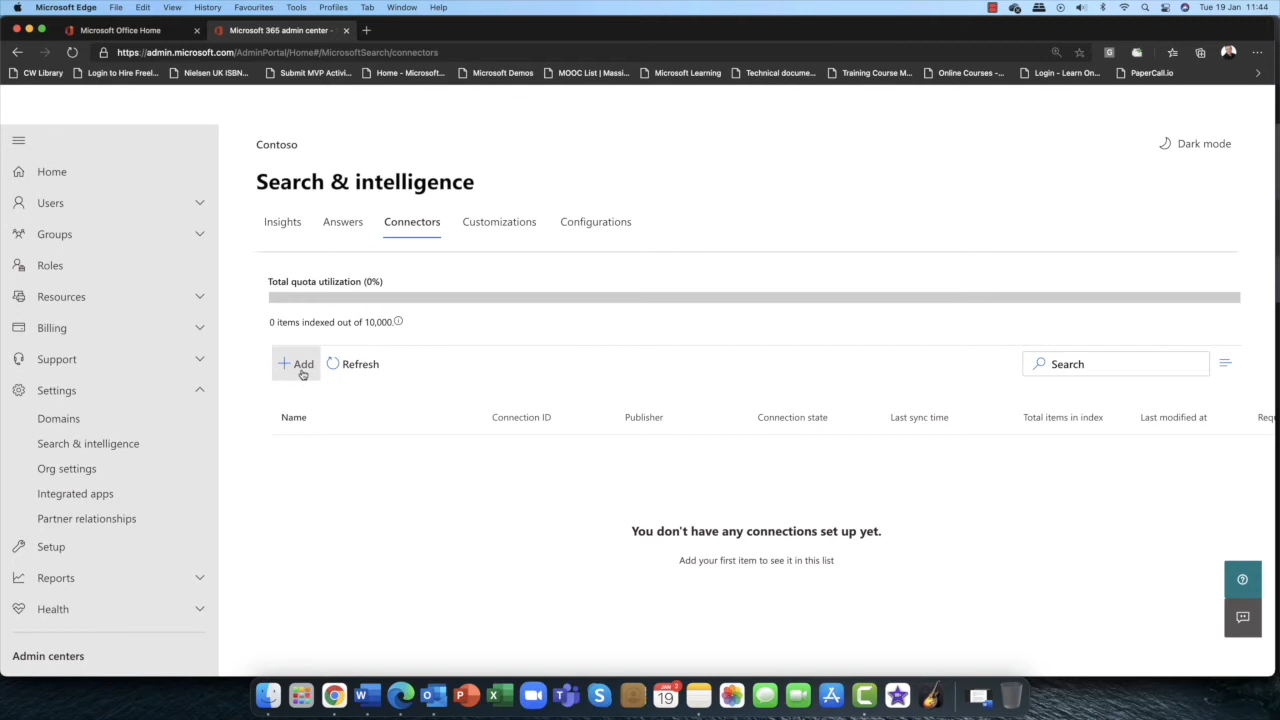 Microsoft Edge File Edit View History Favourites Tools Profiles Tab Window Help Tue 19 Jan 11:44
Microsoft Office Home Microsoft 365 admin center -
https://admin.microsoft.com/AdminPortal/Home#/MicrosoftSearch/connectors
CW Library Login to Hire Freel... Nielsen UK ISBN... Submit MVP Activi... Home - Microsoft... Microsoft Demos MOOC List | Massi... Microsoft Learning Technical docume... Training Course M... Online Courses -... Login - Learn On... PaperCall.io
Contoso
Dark mode
Search & intelligence
Insights Answers Connectors Customizations Configurations
Total quota utilization (0%)
0 items indexed out of 10,000.
Add Refresh Search
Name Connection ID Publisher Connection state Last sync time Total items in index Last modified at Requ
You don't have any connections set up yet.
Add your first item to see it in this list
Home
Users
Groups
Roles
Resources
Billing
Support
Settings
Domains
Search & intelligence
Org settings
Integrated apps
Partner relationships
Setup
Reports
Health
Admin centers
JAN 2
19